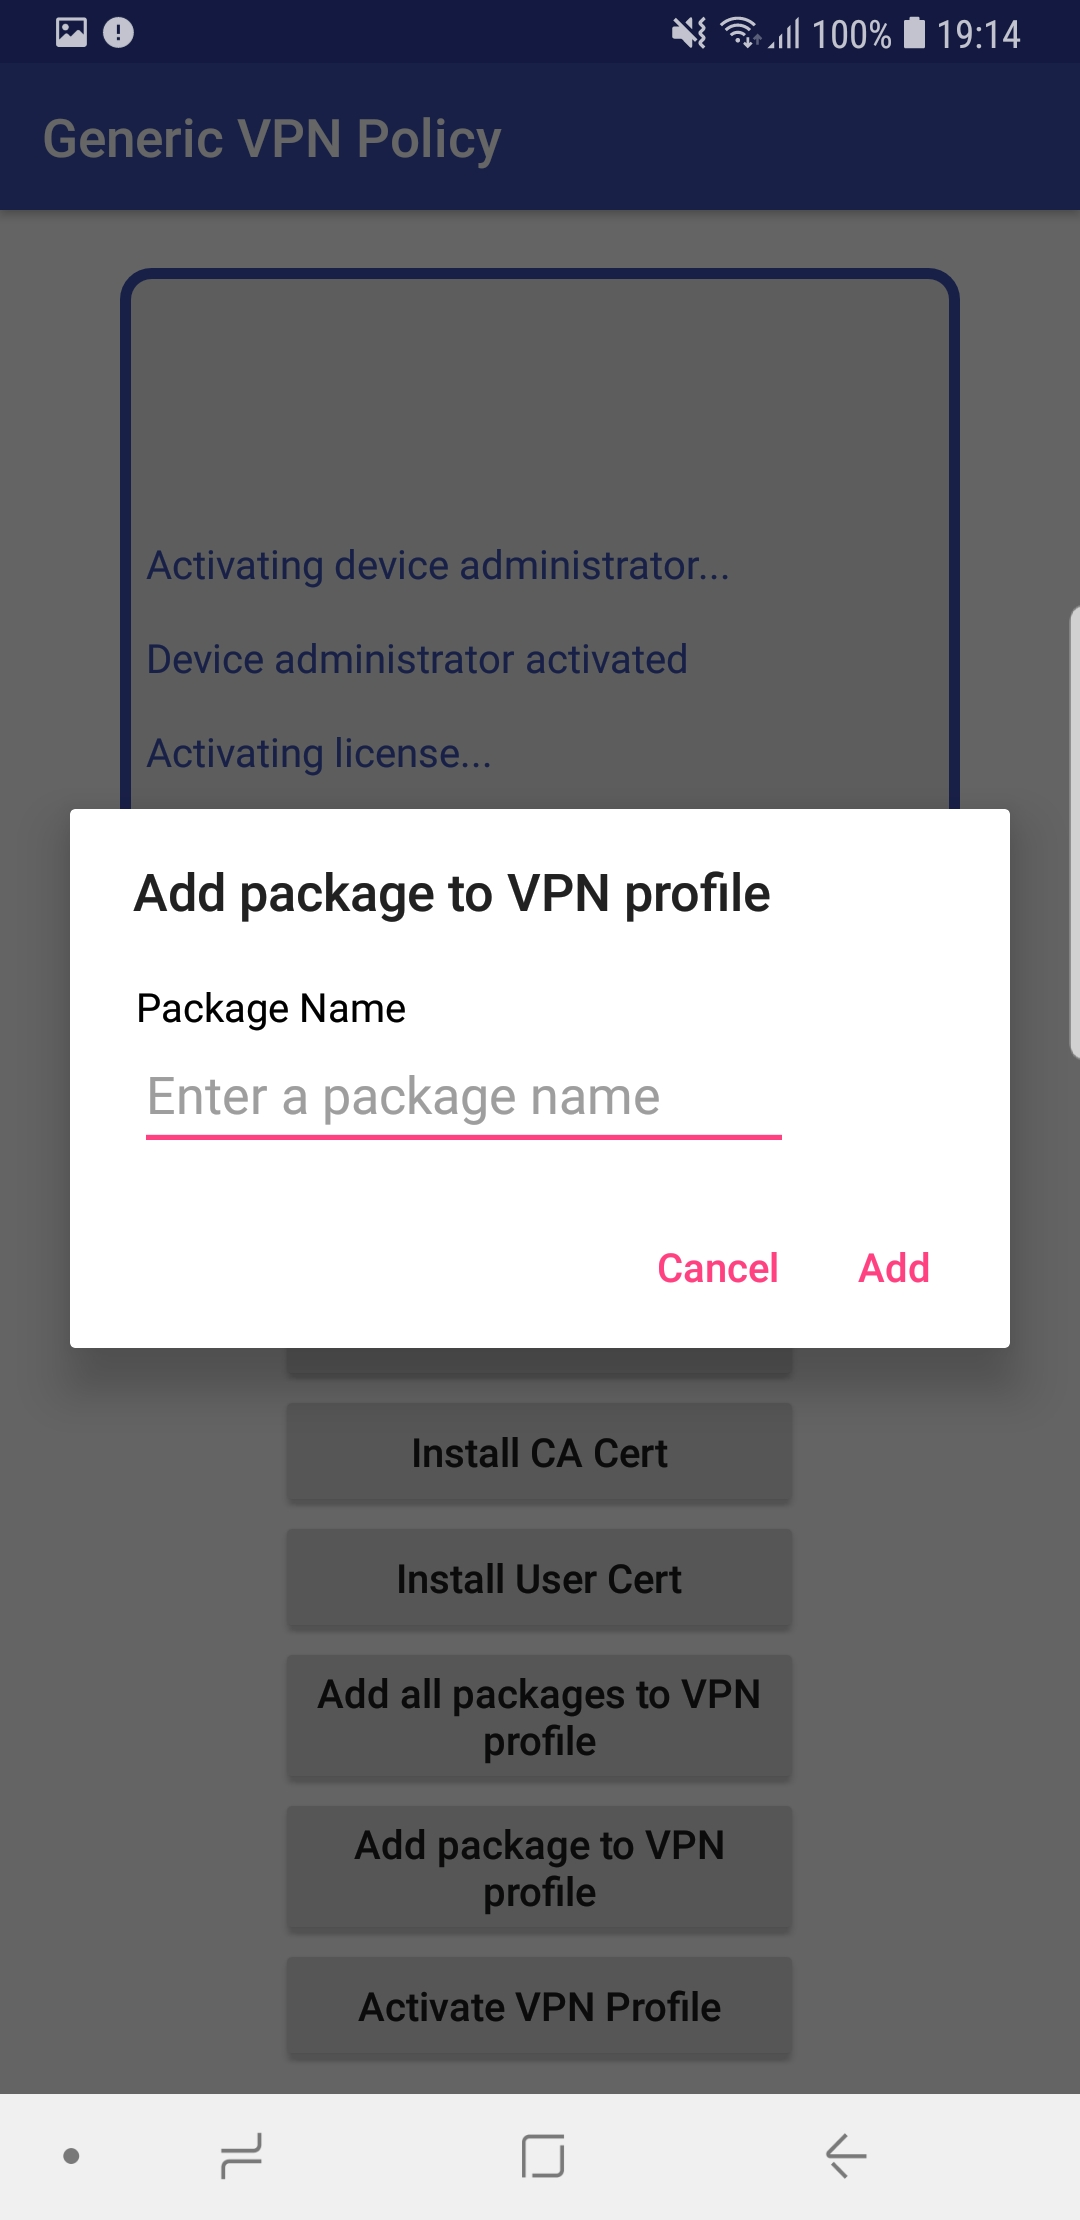 100% 19:14
Generic VPN Policy
Activating device administrator...
Device administrator activated
Activating license...
Add package to VPN profile
Package Name
Enter a package name
Cancel Add
Install CA Cert
Install User Cert
Add all packages to VPN
profile
Add package to VPN
profile
Activate VPN Profile